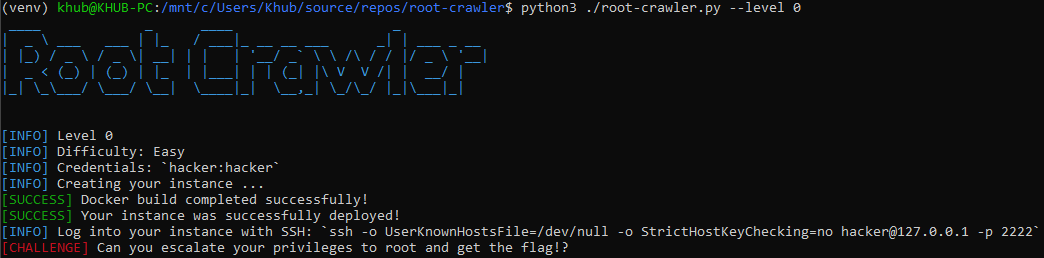 (venv) khub@KHUB-PC:/mnt/c/Users/Khub/source/repos/root-crawler$ python3 ./root-crawler.py --level 0
Root Crawler
[INFO] Level 0
[INFO] Difficulty: Easy
[INFO] Credentials: `hacker:hacker`
[INFO] Creating your instance ...
[SUCCESS] Docker build completed successfully!
[SUCCESS] Your instance was successfully deployed!
[INFO] Log into your instance with SSH: `ssh -o UserKnownHostsFile=/dev/null -o StrictHostKeyChecking=no hacker@127.0.0.1 -p 2222`
[CHALLENGE] Can you escalate your privileges to root and get the flag!?